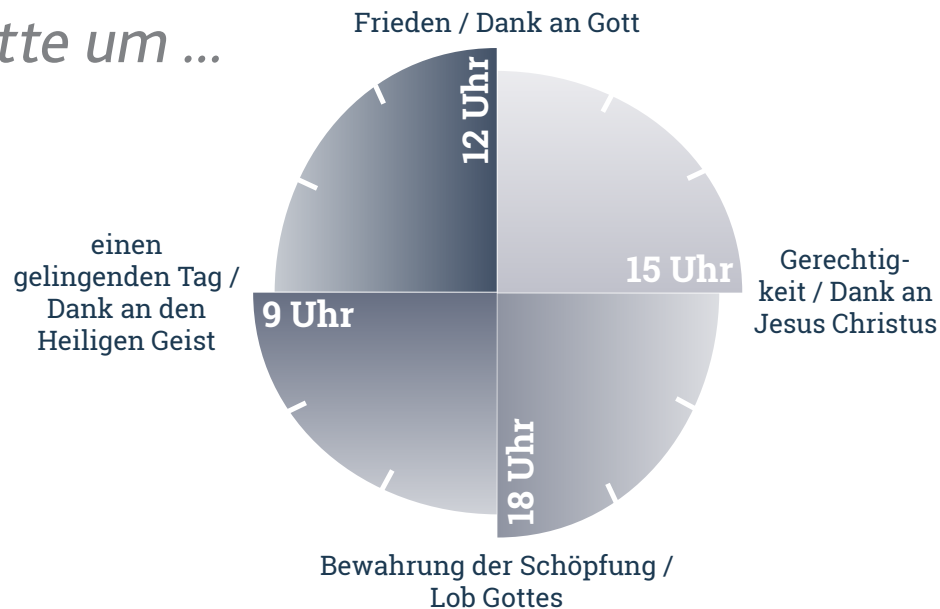 tte um ...
Frieden / Dank an Gott
12 Uhr
einen
gelingenden Tag /
Dank an den
Heiligen Geist
9 Uhr
15 Uhr
Gerechtig-
keit / Dank an
Jesus Christus
18 Uhr
Bewahrung der Schöpfung /
Lob Gottes